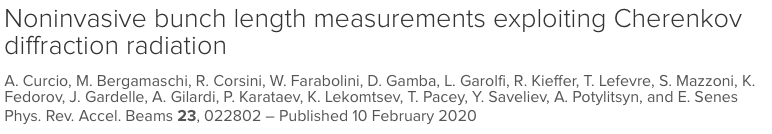 Noninvasive bunch length measurements exploiting Cherenkov
diffraction radiation
A. Curcio, M. Bergamaschi, R. Corsini, W. Farabolini, D. Gamba, L. Garolfi, R. Kieffer, T. Lefevre, S. Mazzoni, K.
Fedorov, J. Gardelle, A. Gilardi, P. Karataev, K. Lekomtsev, T. Pacey, Y. Saveliev, A. Potylitsyn, and E. Senes
Phys. Rev. Accel. Beams 23, 022802 – Published 10 February 2020